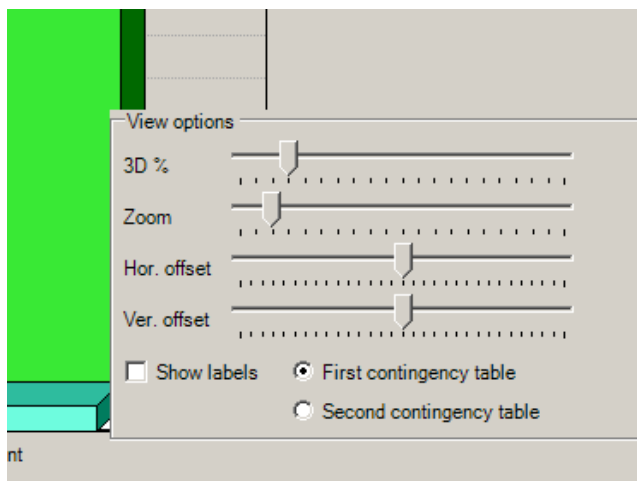 View options
3D %
Zoom
Hor. offset
Ver. offset
Show labels
First contingency table
Second contingency table
nt